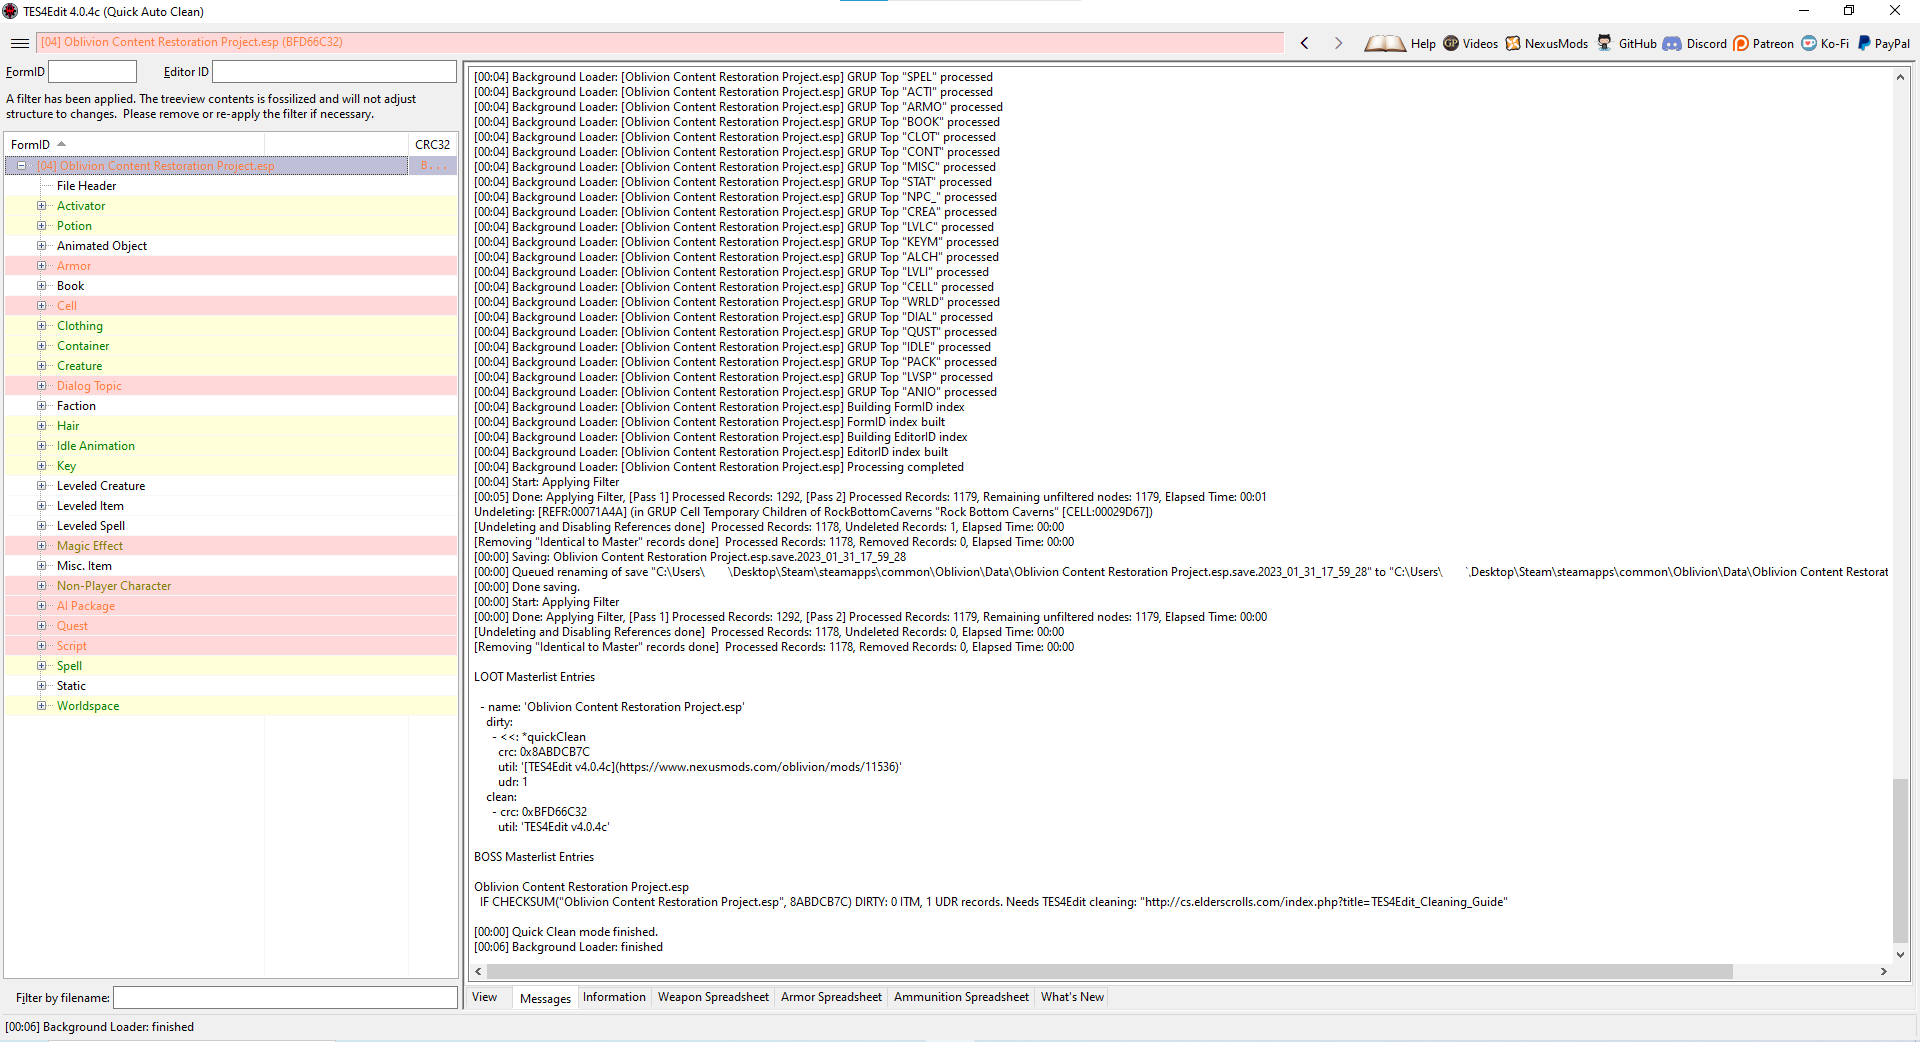 TES4Edit 4.0.4c (Quick Auto Clean)
[04] Oblivion Content Restoration Project.esp (BFD66C32)
Help
Videos
NexusMods
GitHub
Discord
Patreon
Ko-Fi
PayPal
FormID
Editor ID
A filter has been applied. The treeview contents is fossilized and will not adjust
structure to changes.  Please remove or re-apply the filter if necessary.
FormID
CRC32
[04] Oblivion Content Restoration Project.esp
B...
File Header
Activator
Potion
Animated Object
Armor
Book
Cell
Clothing
Container
Creature
Dialog Topic
Faction
Hair
Idle Animation
Key
Leveled Creature
Leveled Item
Leveled Spell
Magic Effect
Misc. Item
Non-Player Character
AI Package
Quest
Script
Spell
Static
Worldspace
Filter by filename:
[00:04] Background Loader: [Oblivion Content Restoration Project.esp] GRUP Top "SPEL" processed
[00:04] Background Loader: [Oblivion Content Restoration Project.esp] GRUP Top "ACTI" processed
[00:04] Background Loader: [Oblivion Content Restoration Project.esp] GRUP Top "ARMO" processed
[00:04] Background Loader: [Oblivion Content Restoration Project.esp] GRUP Top "BOOK" processed
[00:04] Background Loader: [Oblivion Content Restoration Project.esp] GRUP Top "CLOT" processed
[00:04] Background Loader: [Oblivion Content Restoration Project.esp] GRUP Top "CONT" processed
[00:04] Background Loader: [Oblivion Content Restoration Project.esp] GRUP Top "MISC" processed
[00:04] Background Loader: [Oblivion Content Restoration Project.esp] GRUP Top "STAT" processed
[00:04] Background Loader: [Oblivion Content Restoration Project.esp] GRUP Top "NPC_" processed
[00:04] Background Loader: [Oblivion Content Restoration Project.esp] GRUP Top "CREA" processed
[00:04] Background Loader: [Oblivion Content Restoration Project.esp] GRUP Top "LVLC" processed
[00:04] Background Loader: [Oblivion Content Restoration Project.esp] GRUP Top "KEYM" processed
[00:04] Background Loader: [Oblivion Content Restoration Project.esp] GRUP Top "ALCH" processed
[00:04] Background Loader: [Oblivion Content Restoration Project.esp] GRUP Top "LVLI" processed
[00:04] Background Loader: [Oblivion Content Restoration Project.esp] GRUP Top "CELL" processed
[00:04] Background Loader: [Oblivion Content Restoration Project.esp] GRUP Top "WRLD" processed
[00:04] Background Loader: [Oblivion Content Restoration Project.esp] GRUP Top "DIAL" processed
[00:04] Background Loader: [Oblivion Content Restoration Project.esp] GRUP Top "QUST" processed
[00:04] Background Loader: [Oblivion Content Restoration Project.esp] GRUP Top "IDLE" processed
[00:04] Background Loader: [Oblivion Content Restoration Project.esp] GRUP Top "PACK" processed
[00:04] Background Loader: [Oblivion Content Restoration Project.esp] GRUP Top "LVSP" processed
[00:04] Background Loader: [Oblivion Content Restoration Project.esp] GRUP Top "ANIO" processed
[00:04] Background Loader: [Oblivion Content Restoration Project.esp] Building FormID index
[00:04] Background Loader: [Oblivion Content Restoration Project.esp] FormID index built
[00:04] Background Loader: [Oblivion Content Restoration Project.esp] Building EditorID index
[00:04] Background Loader: [Oblivion Content Restoration Project.esp] EditorID index built
[00:04] Background Loader: [Oblivion Content Restoration Project.esp] Processing completed
[00:04] Start: Applying Filter
[00:05] Done: Applying Filter, [Pass 1] Processed Records: 1292, [Pass 2] Processed Records: 1179, Remaining unfiltered nodes: 1179, Elapsed Time: 00:01
Undeleting: [REFR:00071A4A] (in GRUP Cell Temporary Children of RockBottomCaverns "Rock Bottom Caverns" [CELL:00029D67])
[Undeleting and Disabling References done]  Processed Records: 1178, Undeleted Records: 1, Elapsed Time: 00:00
[Removing "Identical to Master" records done]  Processed Records: 1178, Removed Records: 0, Elapsed Time: 00:00
[00:00] Saving: Oblivion Content Restoration Project.esp.save.2023_01_31_17_59_28
[00:00] Queued renaming of save "C:\Users\ \Desktop\Steam\steamapps\common\Oblivion\Data\Oblivion Content Restoration Project.esp.save.2023_01_31_17_59_28" to "C:\Users\ \Desktop\Steam\steamapps\common\Oblivion\Data\Oblivion Content Restorat
[00:00] Done saving.
[00:00] Start: Applying Filter
[00:00] Done: Applying Filter, [Pass 1] Processed Records: 1292, [Pass 2] Processed Records: 1179, Remaining unfiltered nodes: 1179, Elapsed Time: 00:00
[Undeleting and Disabling References done]  Processed Records: 1178, Undeleted Records: 0, Elapsed Time: 00:00
[Removing "Identical to Master" records done]  Processed Records: 1178, Removed Records: 0, Elapsed Time: 00:00
LOOT Masterlist Entries
- name: 'Oblivion Content Restoration Project.esp'
dirty:
- <<: *quickClean
crc: 0x8ABDCB7C
util: '[TES4Edit v4.0.4c](https://www.nexusmods.com/oblivion/mods/11536)'
udr: 1
clean:
- crc: 0xBFD66C32
util: 'TES4Edit v4.0.4c'
BOSS Masterlist Entries
Oblivion Content Restoration Project.esp
IF CHECKSUM("Oblivion Content Restoration Project.esp", 8ABDCB7C) DIRTY: 0 ITM, 1 UDR records. Needs TES4Edit cleaning: "http://cs.elderscrolls.com/index.php?title=TES4Edit_Cleaning_Guide"
[00:00] Quick Clean mode finished.
[00:06] Background Loader: finished
View
Messages
Information
Weapon Spreadsheet
Armor Spreadsheet
Ammunition Spreadsheet
What's New
[00:06] Background Loader: finished